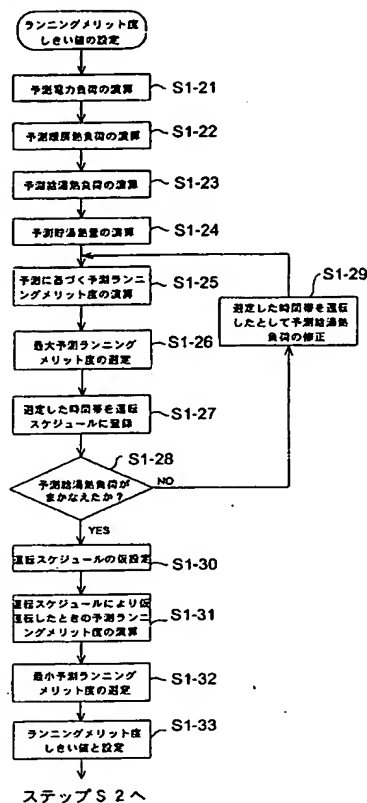 ランニングメリット度
しきい値の設定
予測電力負荷の演算
S1-21
予測暖房熱負荷の演算
S1-22
予測給湯熱負荷の演算
S1-23
予測貯湯熱量の演算
S1-24
予測に基づく予測ランニ
ングメリット度の演算
S1-25
S1-29
選定した時間帯を運転
したとして予測給湯熱
負荷の修正
最大予測ランニング
メリット度の選定
S1-26
選定した時間帯を運転
スケジュールに登録
S1-27
S1-28
予測給湯熱負荷が
まかなえたか?
NO
YES
運転スケジュールの仮設定
S1-30
運転スケジュールにより仮
運転したときの予測ランニ
ングメリット度の演算
S1-31
最小予測ランニング
メリット度の選定
S1-32
ランニングメリット度
しきい値と設定
S1-33
ステップS2へ